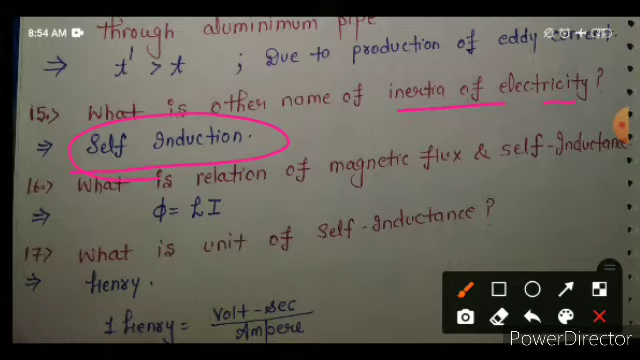 8:54 AM
through aluminimum pipe
⇒ t' > t ; Due to production of eddy current
15.> What is other name of inertia of electricity?
⇒ Self Induction.
16.> What is relation of magnetic flux & self-Inductance
⇒ φ = LI
17.> What is unit of Self-Inductance?
⇒ henry.
1 henry = Volt-sec / Ampere
PowerDirector